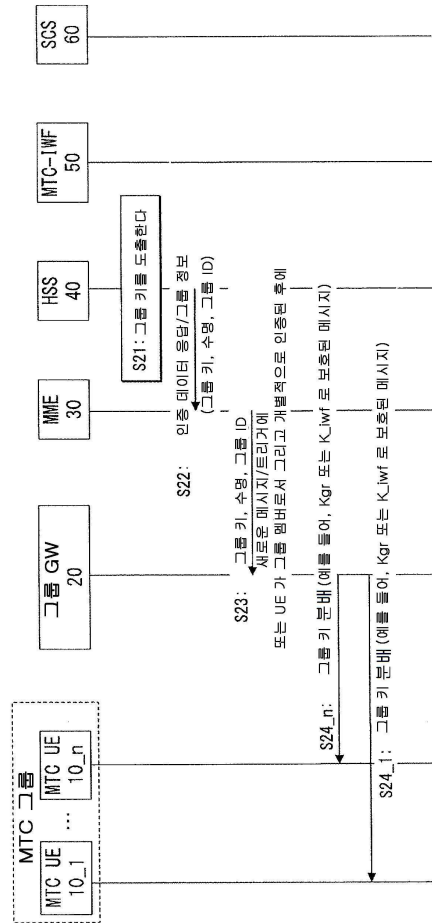 MTC 그룹
MTC UE
10_1
...
MTC UE
10_n
그룹 GW
20
MME
30
HSS
40
MTC-IWF
50
SCS
60
S21: 그룹 키를 도출한다
S22:
인증 데이터 응답/그룹 정보
(그룹 키, 수명, 그룹 ID)
S23:
그룹 키, 수명, 그룹 ID
새로운 메시지/트리거에
또는 UE 가 그룹 멤버로서 그리고 개별적으로 인증된 후에
S24_n: 그룹 키 분배(예를 들어, Kgr 또는 K_iwf 로 보호된 메시지)
S24_1: 그룹 키 분배(예를 들어, Kgr 또는 K_iwf 로 보호된 메시지)